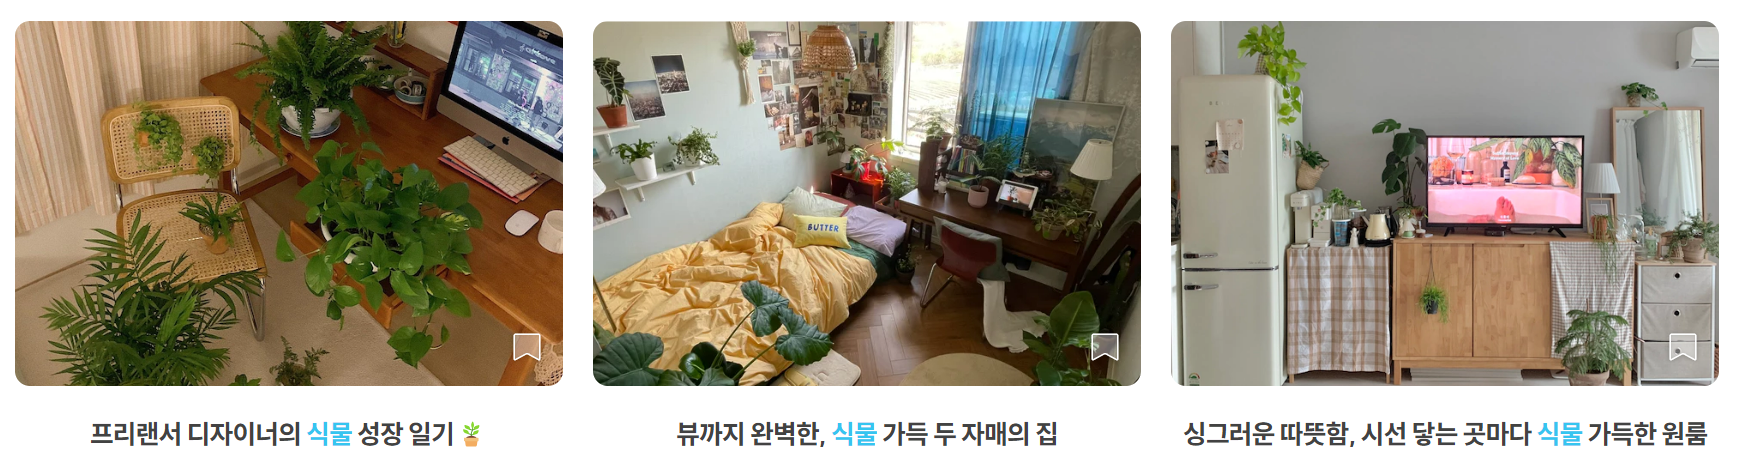 BUTTER
프리랜서 디자이너의 식물 성장 일기
뷰까지 완벽한, 식물 가득 두 자매의 집
싱그러운 따뜻함, 시선 닿는 곳마다 식물 가득한 원룸